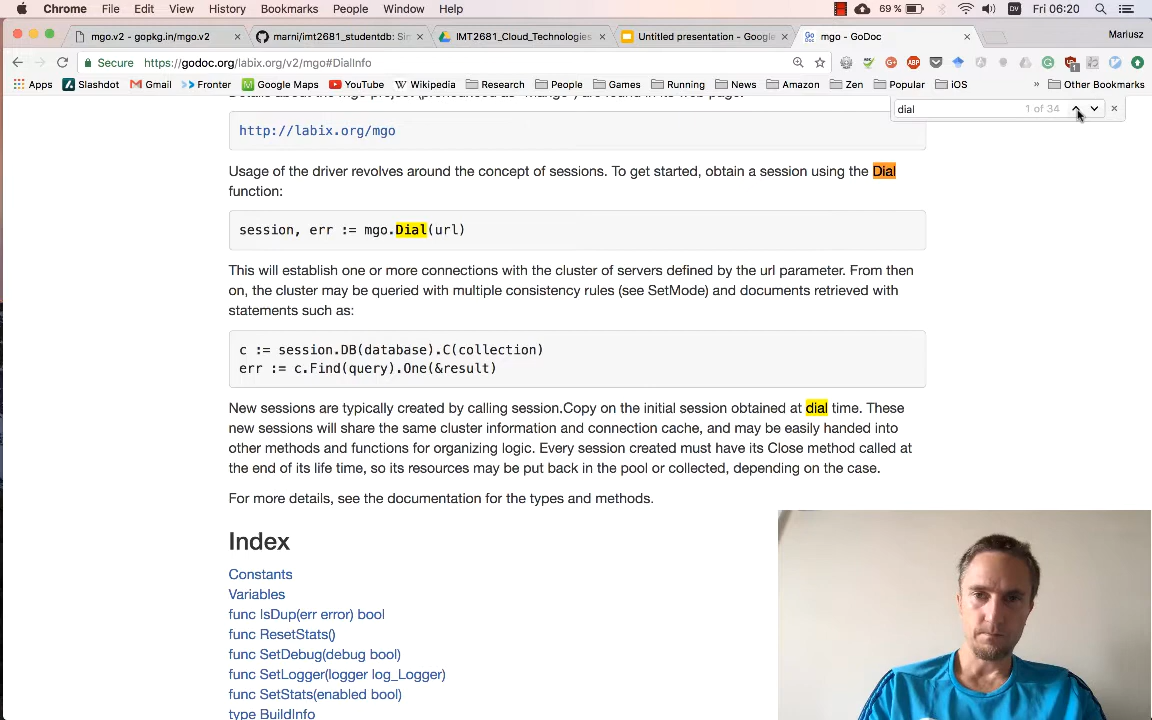 Chrome File Edit View History Bookmarks People Window Help 69 % DV Fri 06:20
mgo.v2 - gopkg.in/mgo.v2 marni/imt2681_studentdb: Sim IMT2681_Cloud_Technologies Untitled presentation - Google mgo - GoDoc Mariusz
Secure https://godoc.org/labix.org/v2/mgo#DialInfo
Apps Slashdot Gmail Fronter Google Maps YouTube Wikipedia Research People Games Running News Amazon Zen Popular iOS » Other Bookmarks
dial 1 of 34
http://labix.org/mgo
Usage of the driver revolves around the concept of sessions. To get started, obtain a session using the Dial
function:
session, err := mgo.Dial(url)
This will establish one or more connections with the cluster of servers defined by the url parameter. From then
on, the cluster may be queried with multiple consistency rules (see SetMode) and documents retrieved with
statements such as:
c := session.DB(database).C(collection)
err := c.Find(query).One(&result)
New sessions are typically created by calling session.Copy on the initial session obtained at dial time. These
new sessions will share the same cluster information and connection cache, and may be easily handed into
other methods and functions for organizing logic. Every session created must have its Close method called at
the end of its life time, so its resources may be put back in the pool or collected, depending on the case.
For more details, see the documentation for the types and methods.
Index
Constants
Variables
func IsDup(err error) bool
func ResetStats()
func SetDebug(debug bool)
func SetLogger(logger log_Logger)
func SetStats(enabled bool)
type BuildInfo